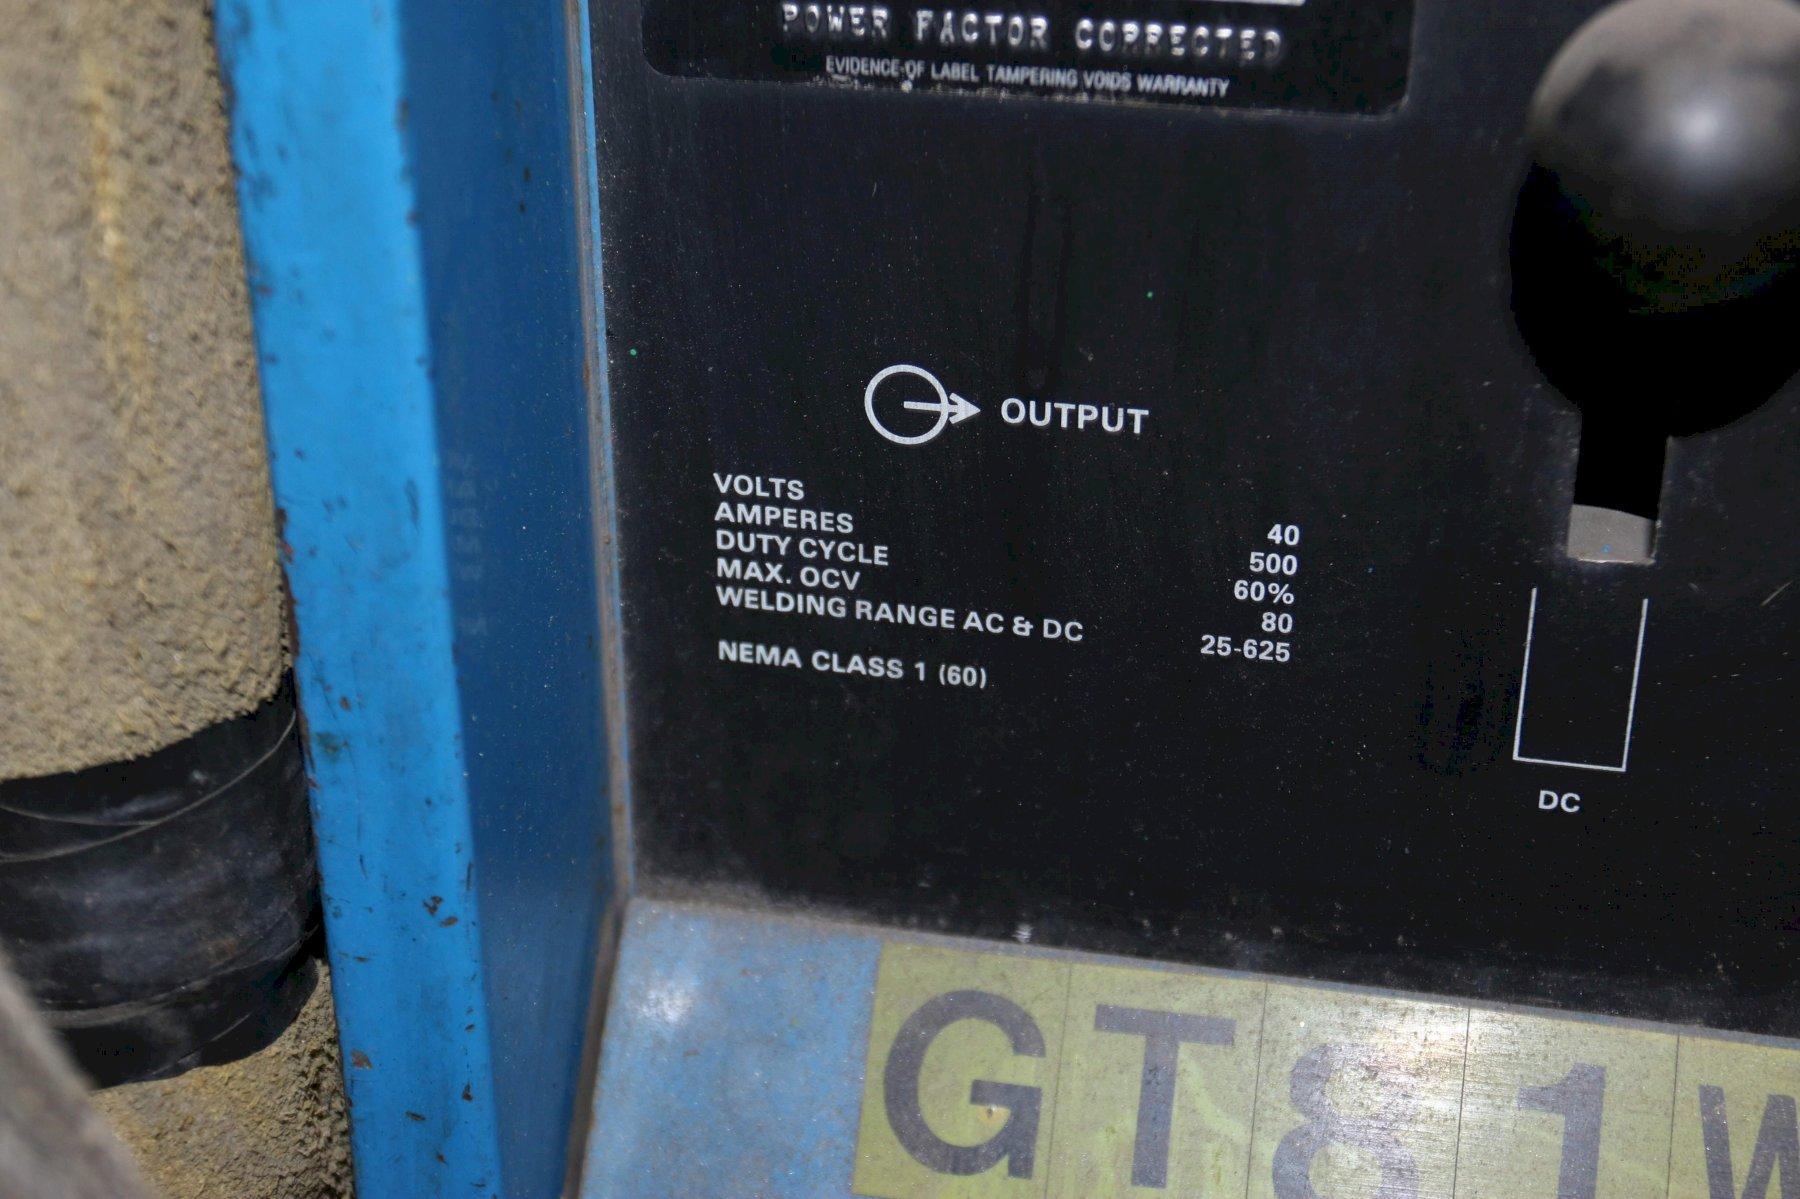 POWER FACTOR CORRECTED
EVIDENCE OF LABEL TAMPERING VOIDS WARRANTY
OUTPUT
VOLTS 40
AMPERES 500
DUTY CYCLE 60%
MAX. OCV 80
WELDING RANGE AC & DC 25-625
NEMA CLASS 1 (60)
DC
GT81W